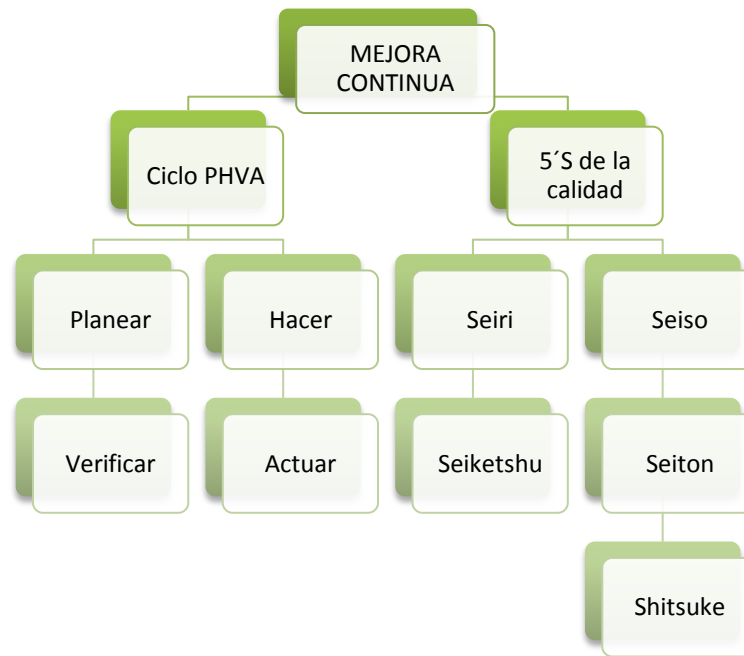 MEJORA
CONTINUA
Ciclo PHVA
5´S de la
calidad
Planear
Hacer
Seiri
Seiso
Verificar
Actuar
Seiketshu
Seiton
Shitsuke